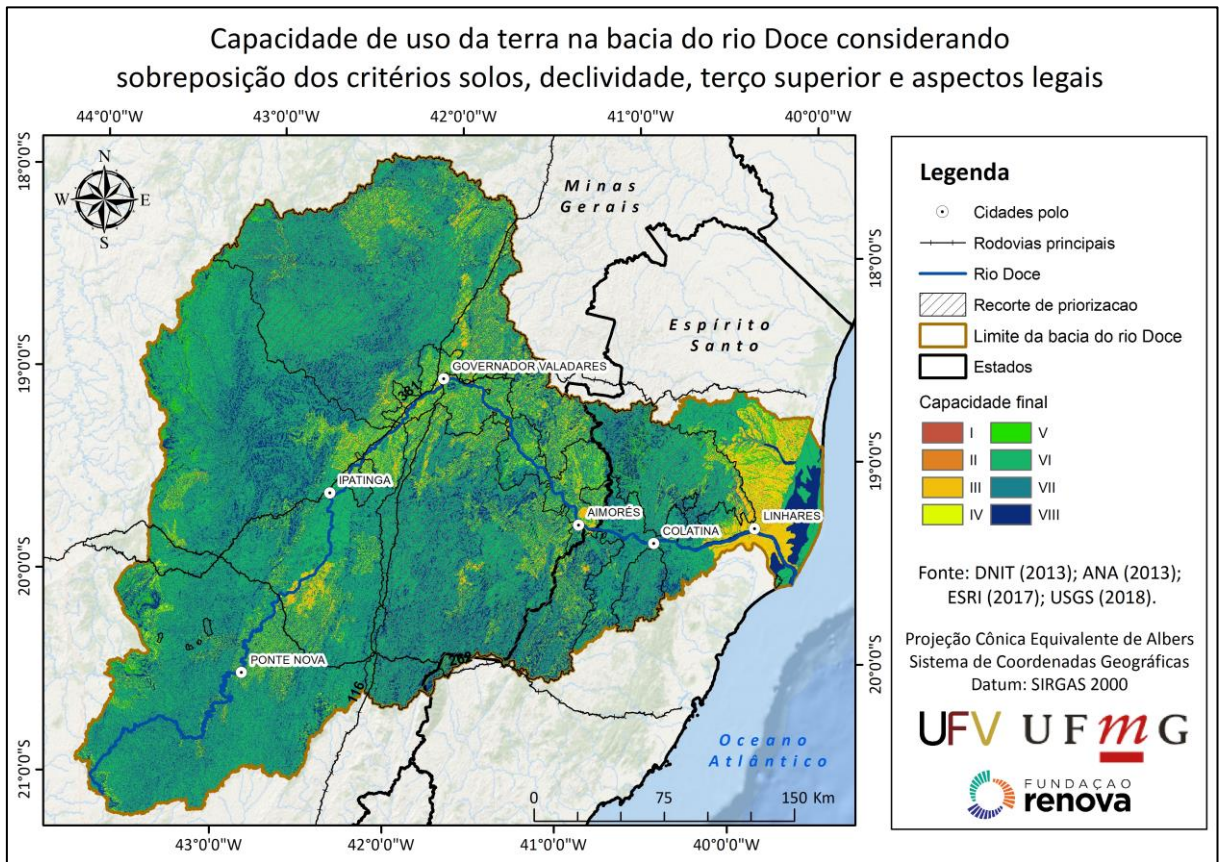 Capacidade de uso da terra na bacia do rio Doce considerando
sobreposição dos critérios solos, declividade, terço superior e aspectos legais
44°0'0"W 43°0'0"W 42°0'0"W 41°0'0"W 40°0'0"W
18°0'0"S
19°0'0"S
20°0'0"S
21°0'0"S
N
W E
S
Minas
Gerais
Espírito
Santo
GOVERNADOR VALADARES
381
IPATINGA
AIMORÉS
COLATINA
LINHARES
PONTE NOVA
262
116
Oceano
Atlântico
0 75 150 Km
18°0'0"S
19°0'0"S
20°0'0"S
43°0'0"W 42°0'0"W 41°0'0"W 40°0'0"W
Legenda
Cidades polo
Rodovias principais
Rio Doce
Recorte de priorizacao
Limite da bacia do rio Doce
Estados
Capacidade final
I V
II VI
III VII
IV VIII
Fonte: DNIT (2013); ANA (2013);
ESRI (2017); USGS (2018).
Projeção Cônica Equivalente de Albers
Sistema de Coordenadas Geográficas
Datum: SIRGAS 2000
UFV UFmG
FUNDAÇÃO
renova